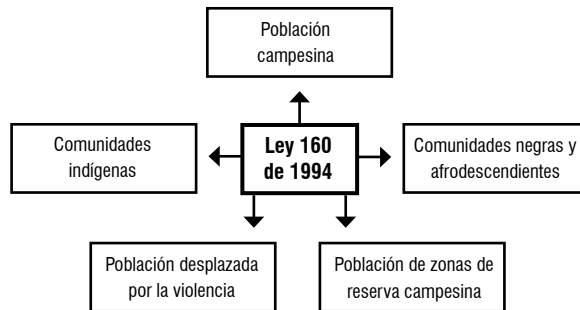 Población
campesina
Comunidades
indígenas
Ley 160
de 1994
Comunidades negras y
afrodescendientes
Población desplazada
por la violencia
Población de zonas de
reserva campesina